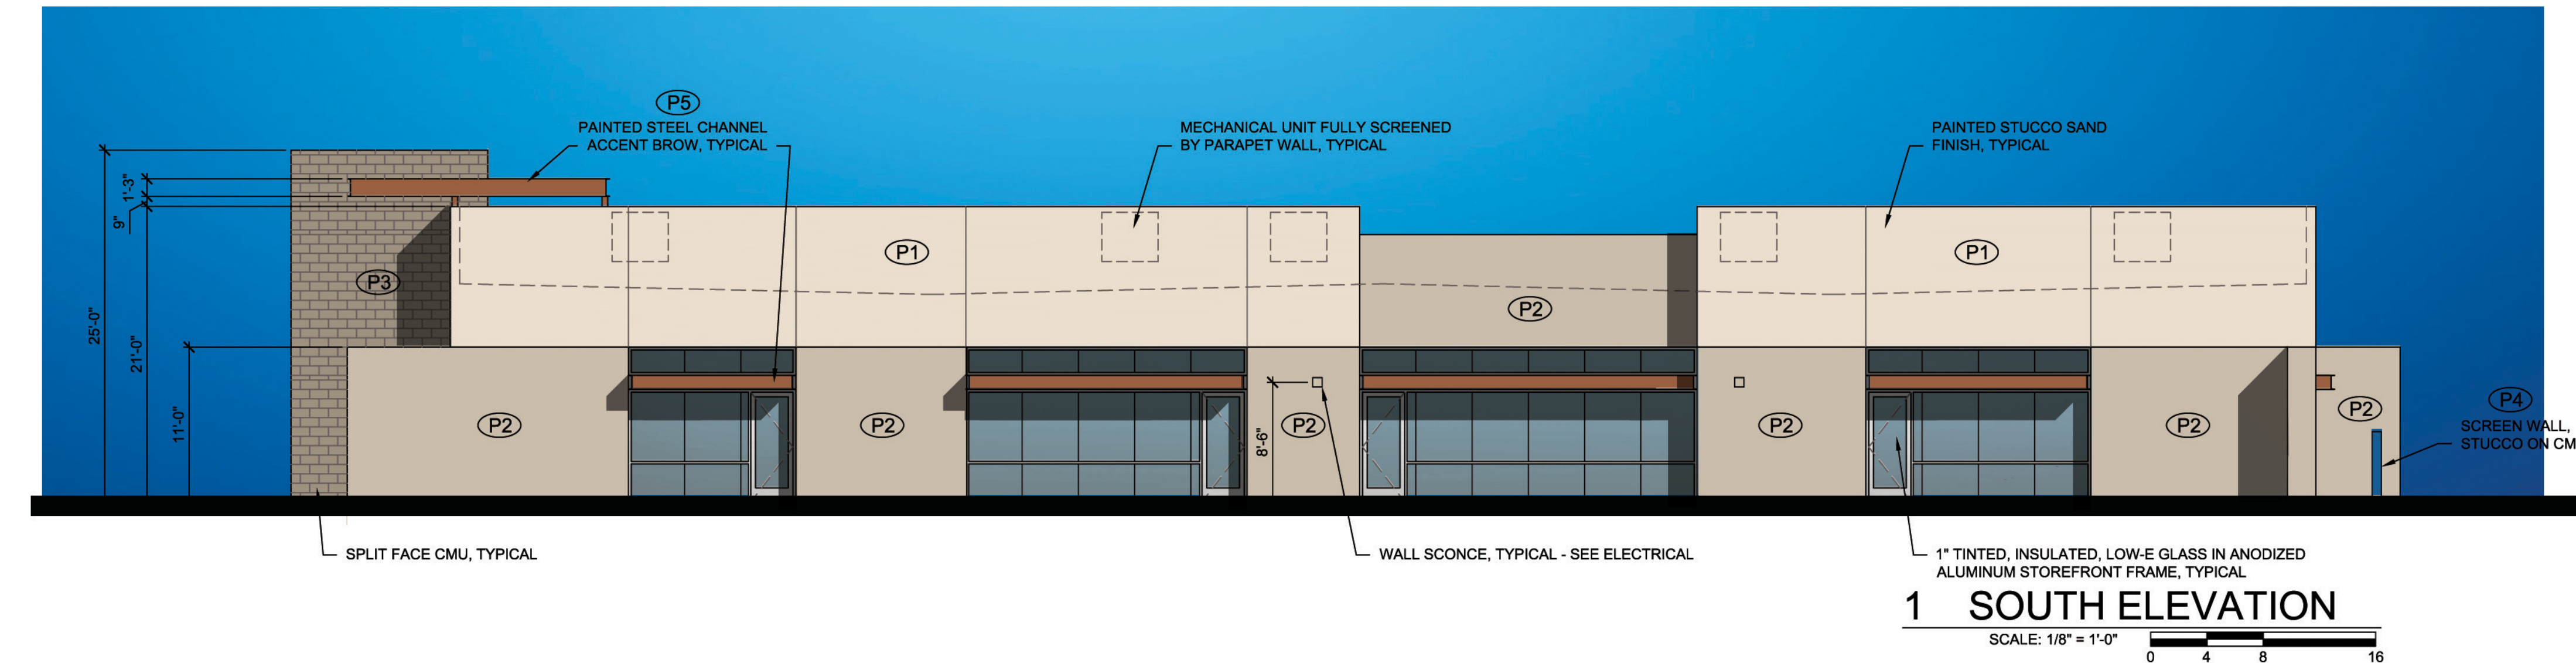 P5
PAINTED STEEL CHANNEL
ACCENT BROW, TYPICAL
MECHANICAL UNIT FULLY SCREENED
BY PARAPET WALL, TYPICAL
PAINTED STUCCO SAND
FINISH, TYPICAL
1'-3"
9"
25'-0"
21'-0"
11'-0"
P3
P1
P2
P1
P2
P2
8'-6"
P2
P2
P2
P2
P4
SCREEN WALL,
STUCCO ON CM
SPLIT FACE CMU, TYPICAL
WALL SCONCE, TYPICAL - SEE ELECTRICAL
1" TINTED, INSULATED, LOW-E GLASS IN ANODIZED
ALUMINUM STOREFRONT FRAME, TYPICAL
1 SOUTH ELEVATION
SCALE: 1/8" = 1'-0"
0 4 8 16